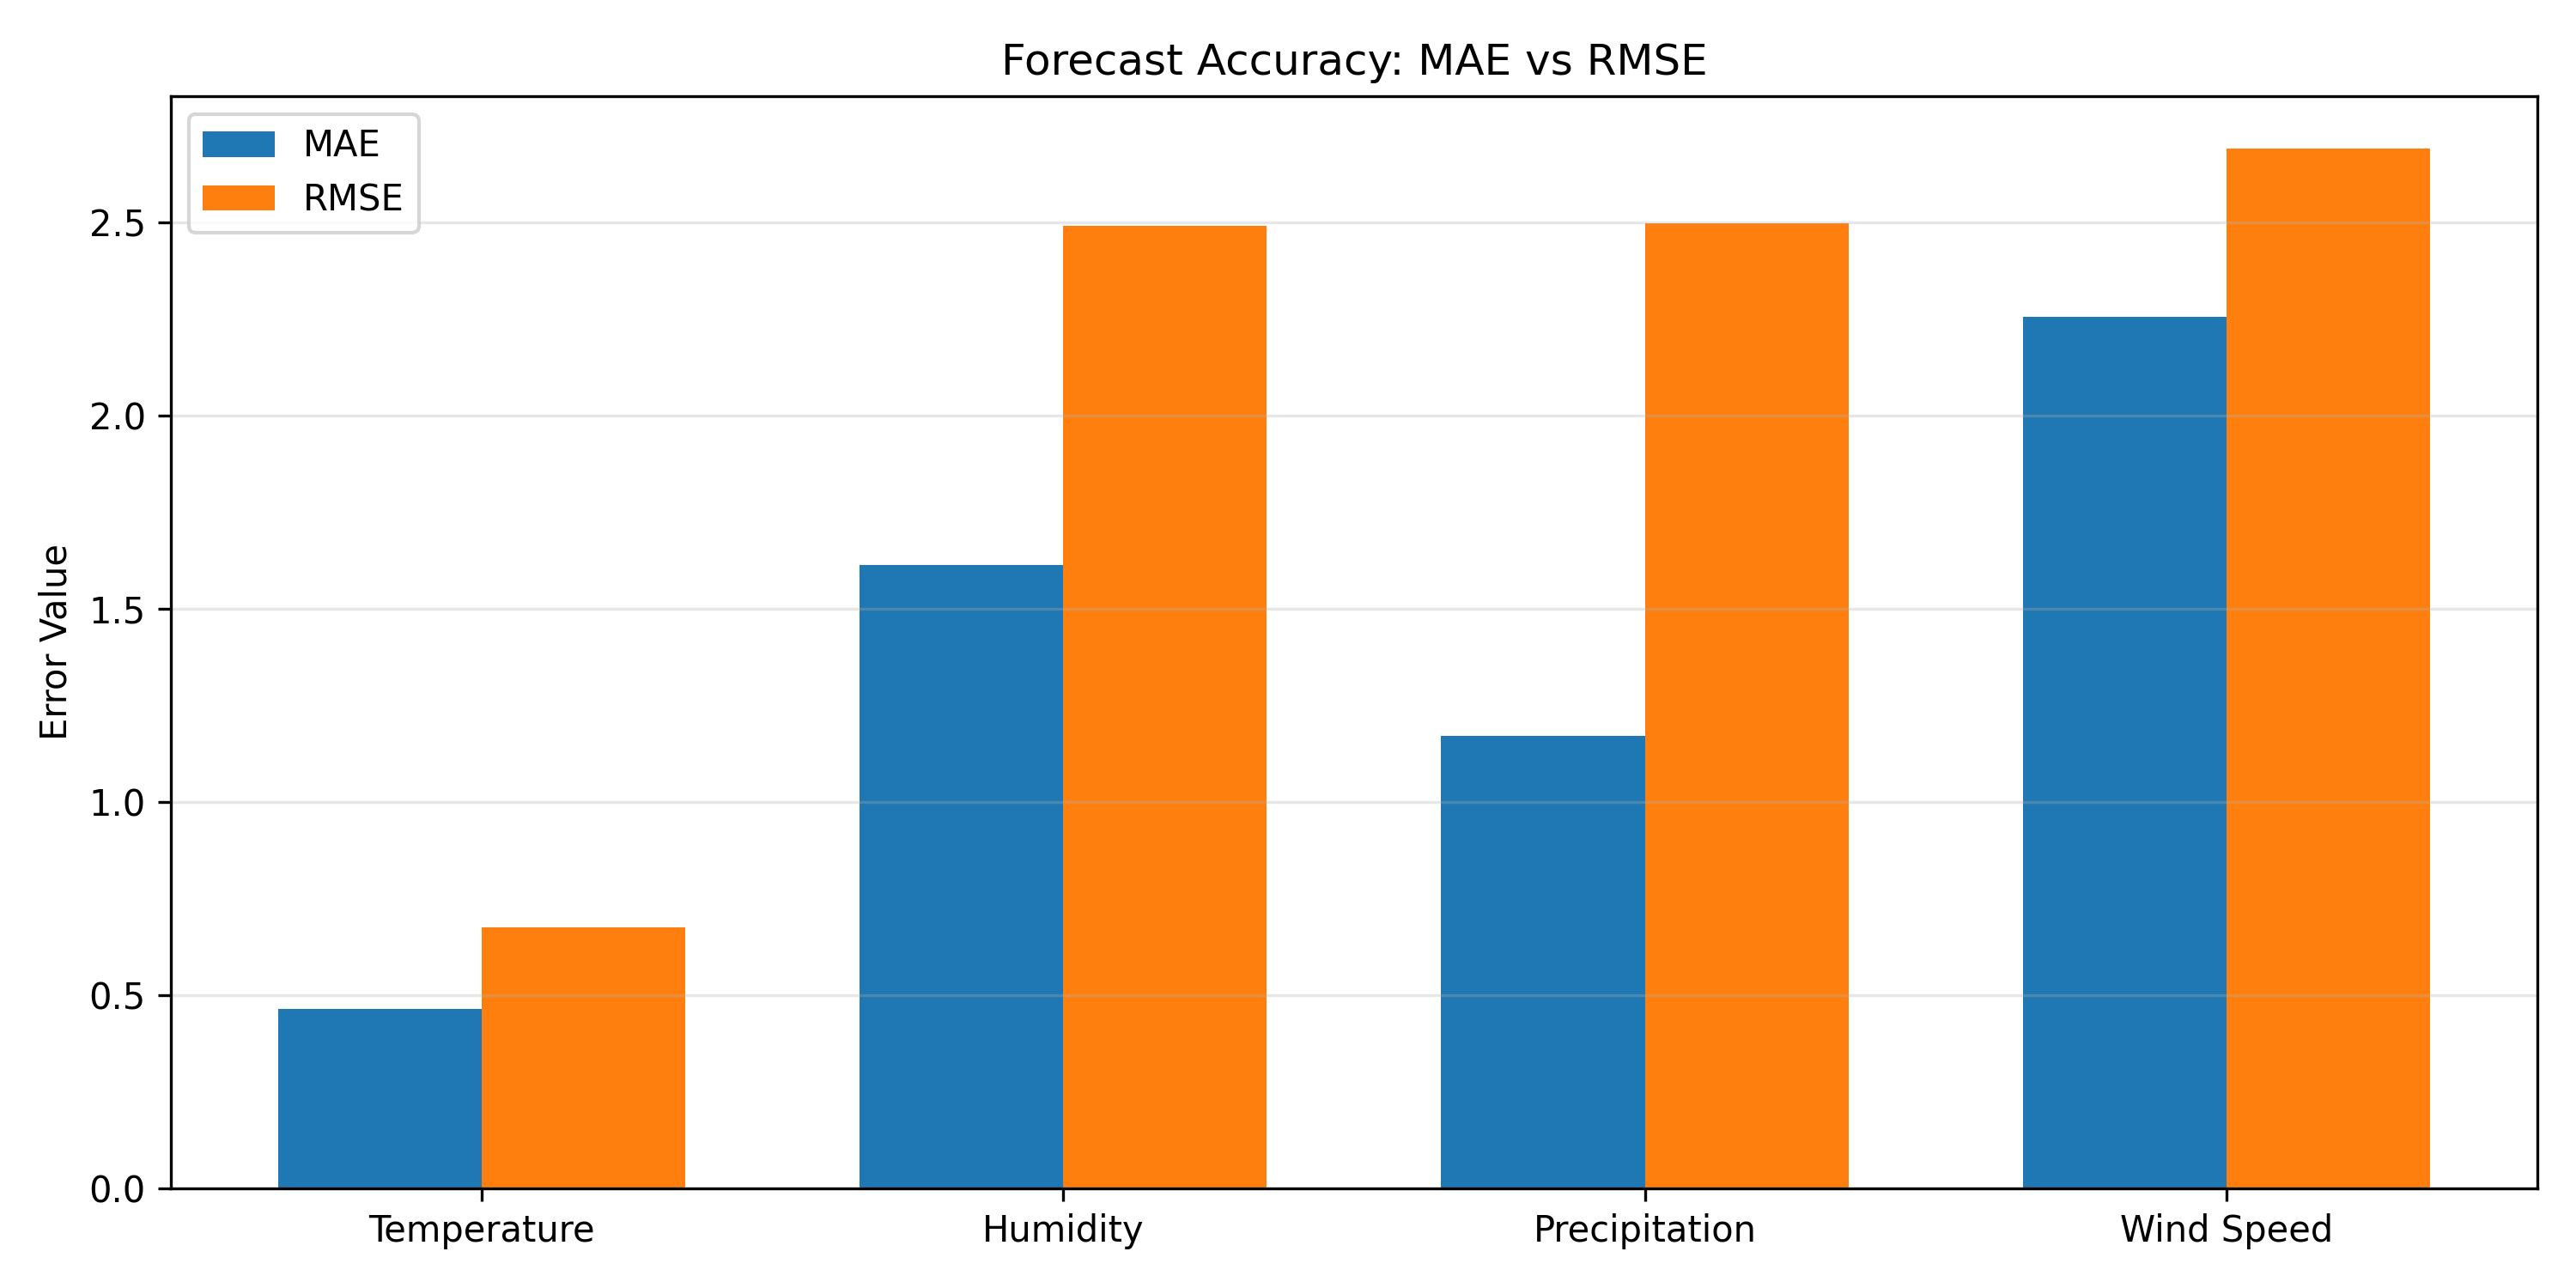 Forecast Accuracy: MAE vs RMSE
MAE
RMSE
Error Value
2.5
2.0
1.5
1.0
0.5
0.0
Temperature
Humidity
Precipitation
Wind Speed